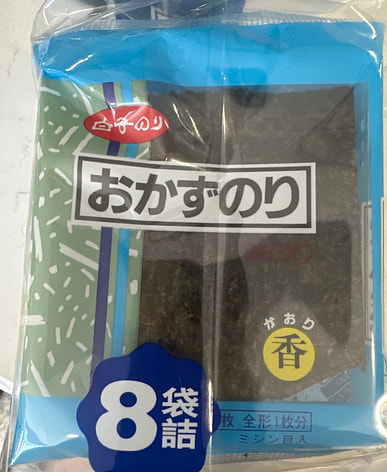 白子のり
おかずのり
かおり
香
8袋詰
枚 全形1枚分
ミシン目入